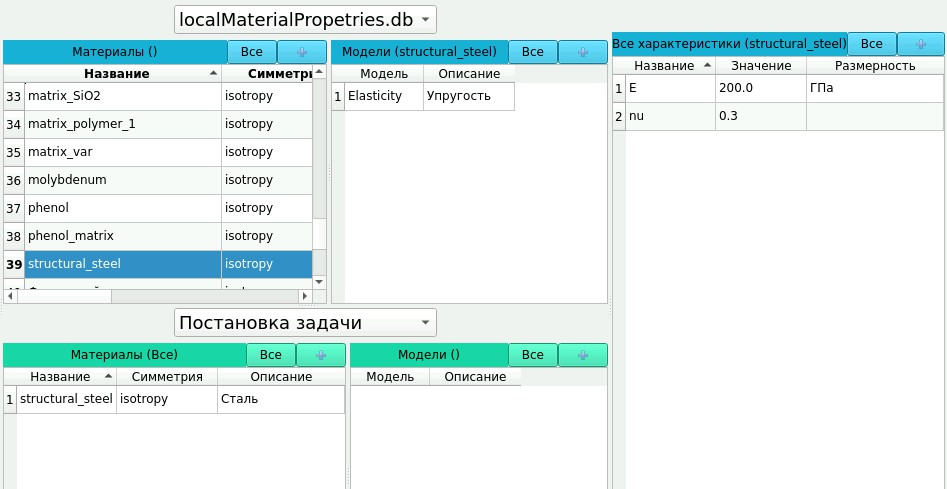 localMaterialPropetries.db
Материалы () Все
Название Симметри
33 matrix_SiO2 isotropy
34 matrix_polymer_1 isotropy
35 matrix_var isotropy
36 molybdenum isotropy
37 phenol isotropy
38 phenol_matrix isotropy
39 structural_steel isotropy
Модели (structural_steel) Все
Модель Описание
1 Elasticity Упругость
Все характеристики (structural_steel) Все
Название Значение Размерность
1 E 200.0 ГПа
2 nu 0.3
Постановка задачи
Материалы (Все) Все
Название Симметрия Описание
1 structural_steel isotropy Сталь
Модели () Все
Модель Описание